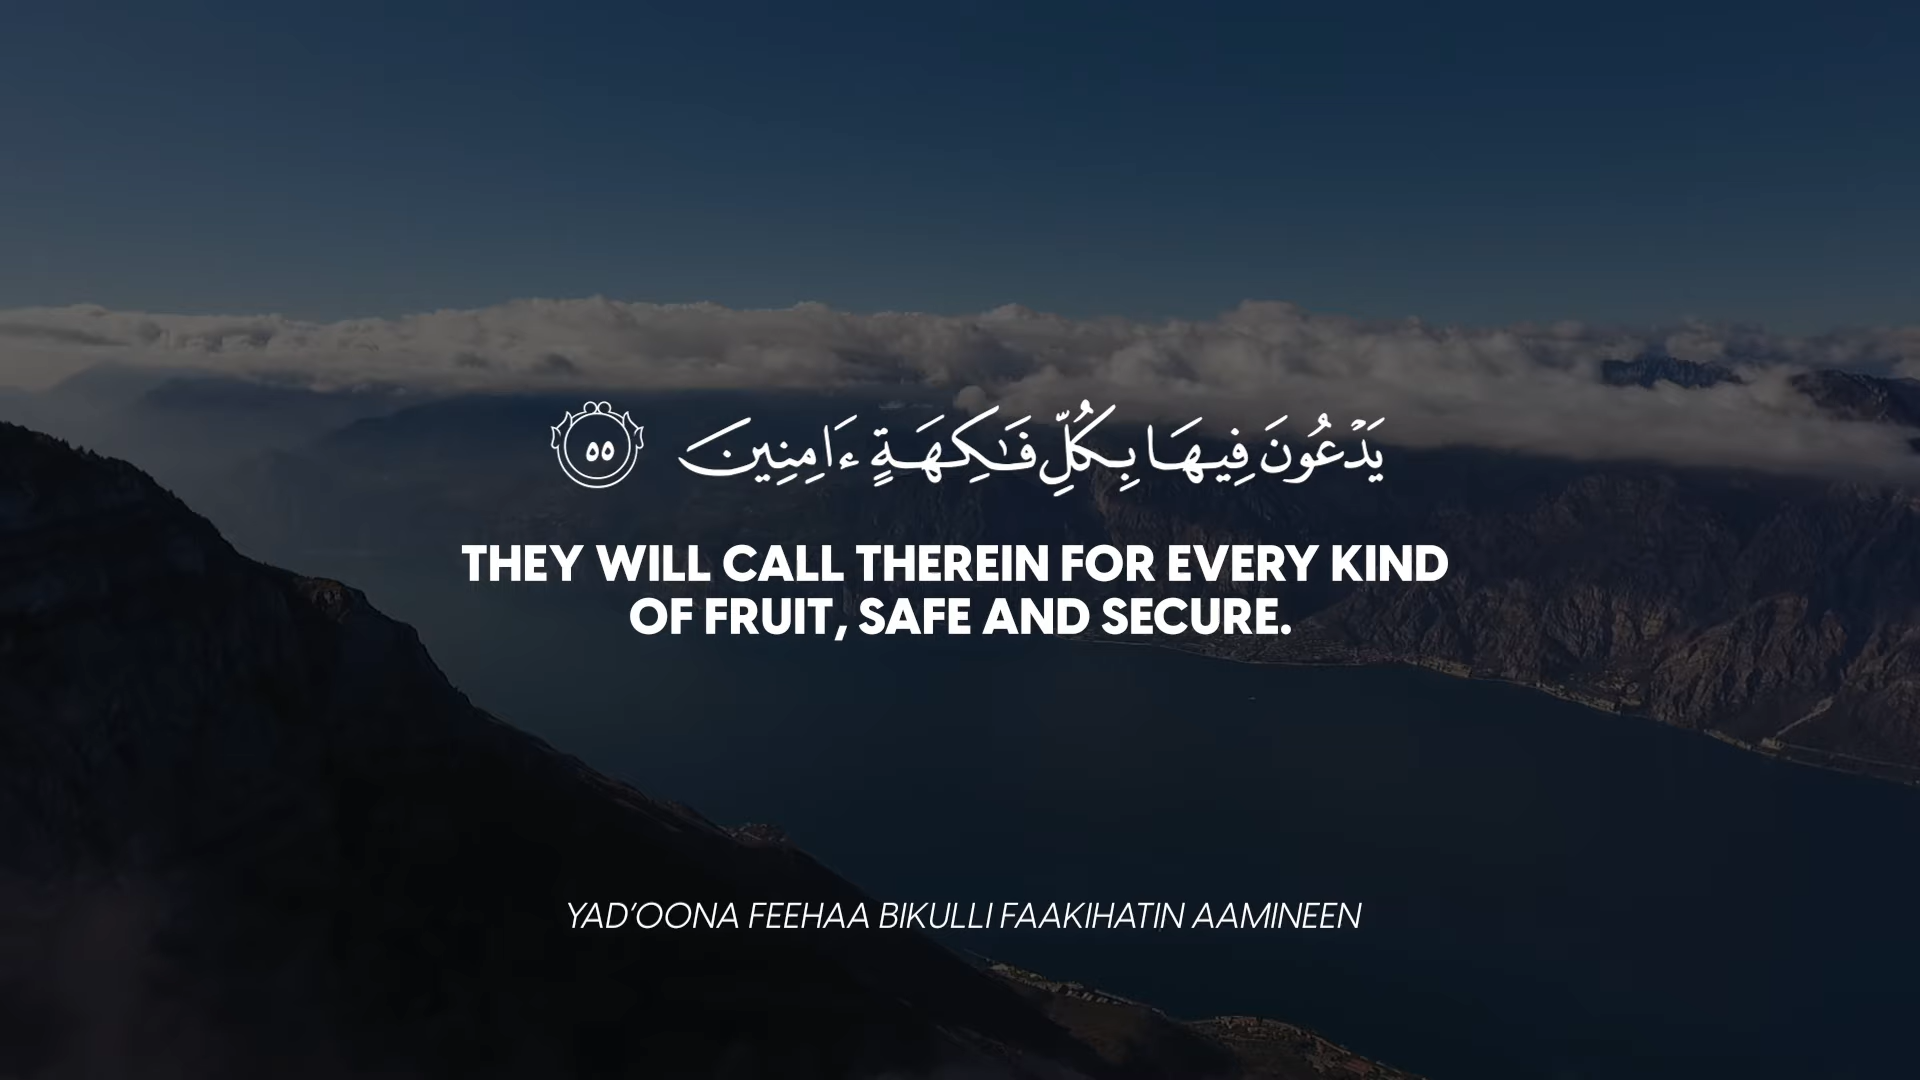 يَدْعُونَ فِيهَا بِكُلِّ فَٰكِهَةٍ ءَامِنِينَ ٥٥
THEY WILL CALL THEREIN FOR EVERY KIND
OF FRUIT, SAFE AND SECURE.
YAD’OONA FEEHAA BIKULLI FAAKIHATIN AAMINEEN